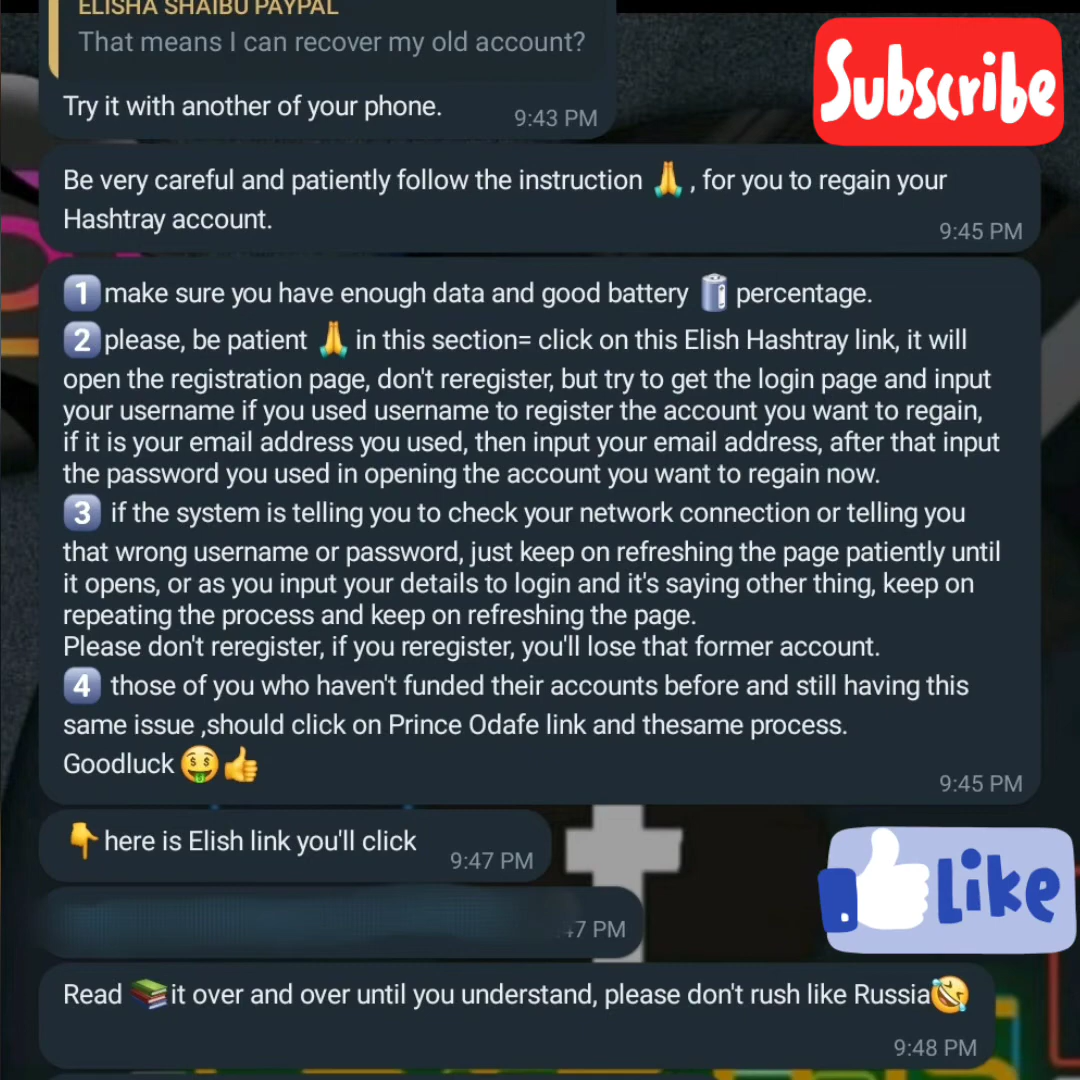 ELISHA SHAIBU PAYPAL
That means I can recover my old account?
Try it with another of your phone.
9:43 PM
Subscribe
Be very careful and patiently follow the instruction 🙏, for you to regain your
Hashtray account.
9:45 PM
1️⃣make sure you have enough data and good battery 🔋 percentage.
2️⃣please, be patient 🙏 in this section= click on this Elish Hashtray link, it will
open the registration page, don't reregister, but try to get the login page and input
your username if you used username to register the account you want to regain,
if it is your email address you used, then input your email address, after that input
the password you used in opening the account you want to regain now.
3️⃣ if the system is telling you to check your network connection or telling you
that wrong username or password, just keep on refreshing the page patiently until
it opens, or as you input your details to login and it's saying other thing, keep on
repeating the process and keep on refreshing the page.
Please don't reregister, if you reregister, you'll lose that former account.
4️⃣ those of you who haven't funded their accounts before and still having this
same issue ,should click on Prince Odafe link and thesame process.
Goodluck 🤑👍
9:45 PM
👇here is Elish link you'll click
9:47 PM
Like
47 PM
Read 📚it over and over until you understand, please don't rush like Russia🤣
9:48 PM